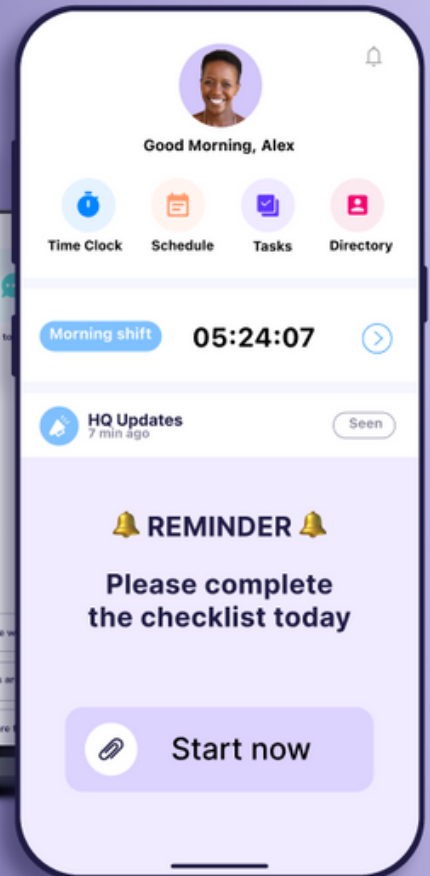 Good Morning, Alex
Time Clock Schedule Tasks Directory
Morning shift 05:24:07
HQ Updates
7 min ago
Seen
🔔 REMINDER 🔔
Please complete
the checklist today
Start now